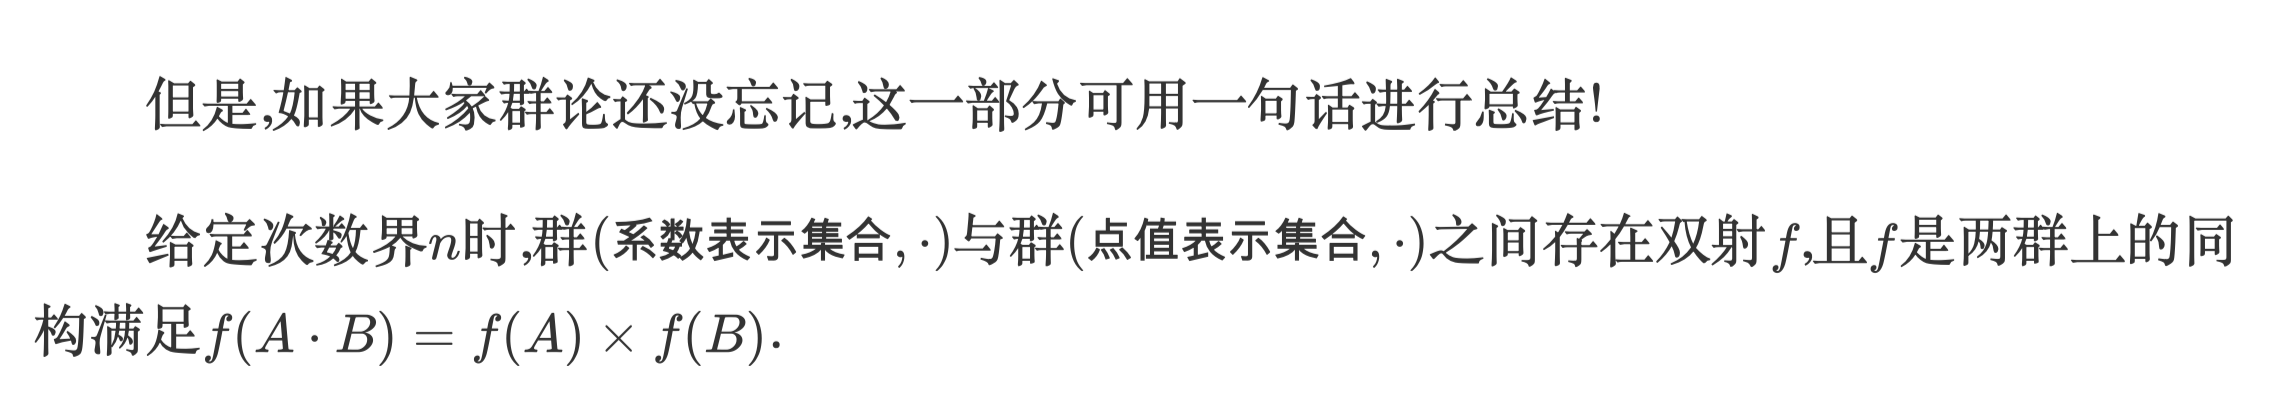 但是,如果大家群论还没忘记,这一部分可用一句话进行总结!
给定次数界n时,群(系数表示集合, ·)与群(点值表示集合, ·)之间存在双射f,且f是两群上的同
构满足f(A · B) = f(A) × f(B).